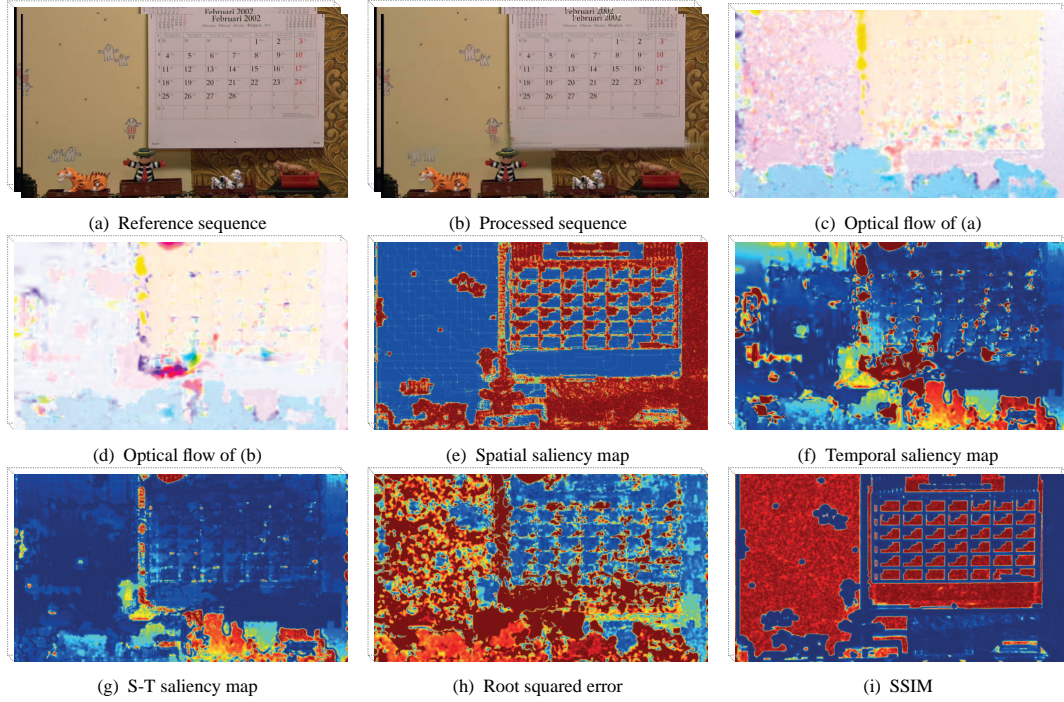 Februari 2002
Februari 2002
1 2 3
4 5 6 7 8 9 10
11 12 13 14 15 16 17
18 19 20 21 22 23 24
25 26 27 28
Februari 2002
Februari 2002
1 2 3
4 5 6 7 8 9 10
11 12 13 14 15 16 17
18 19 20 21 22 23 24
25 26 27 28
(a) Reference sequence
(b) Processed sequence
(c) Optical flow of (a)
(d) Optical flow of (b)
(e) Spatial saliency map
(f) Temporal saliency map
(g) S-T saliency map
(h) Root squared error
(i) SSIM